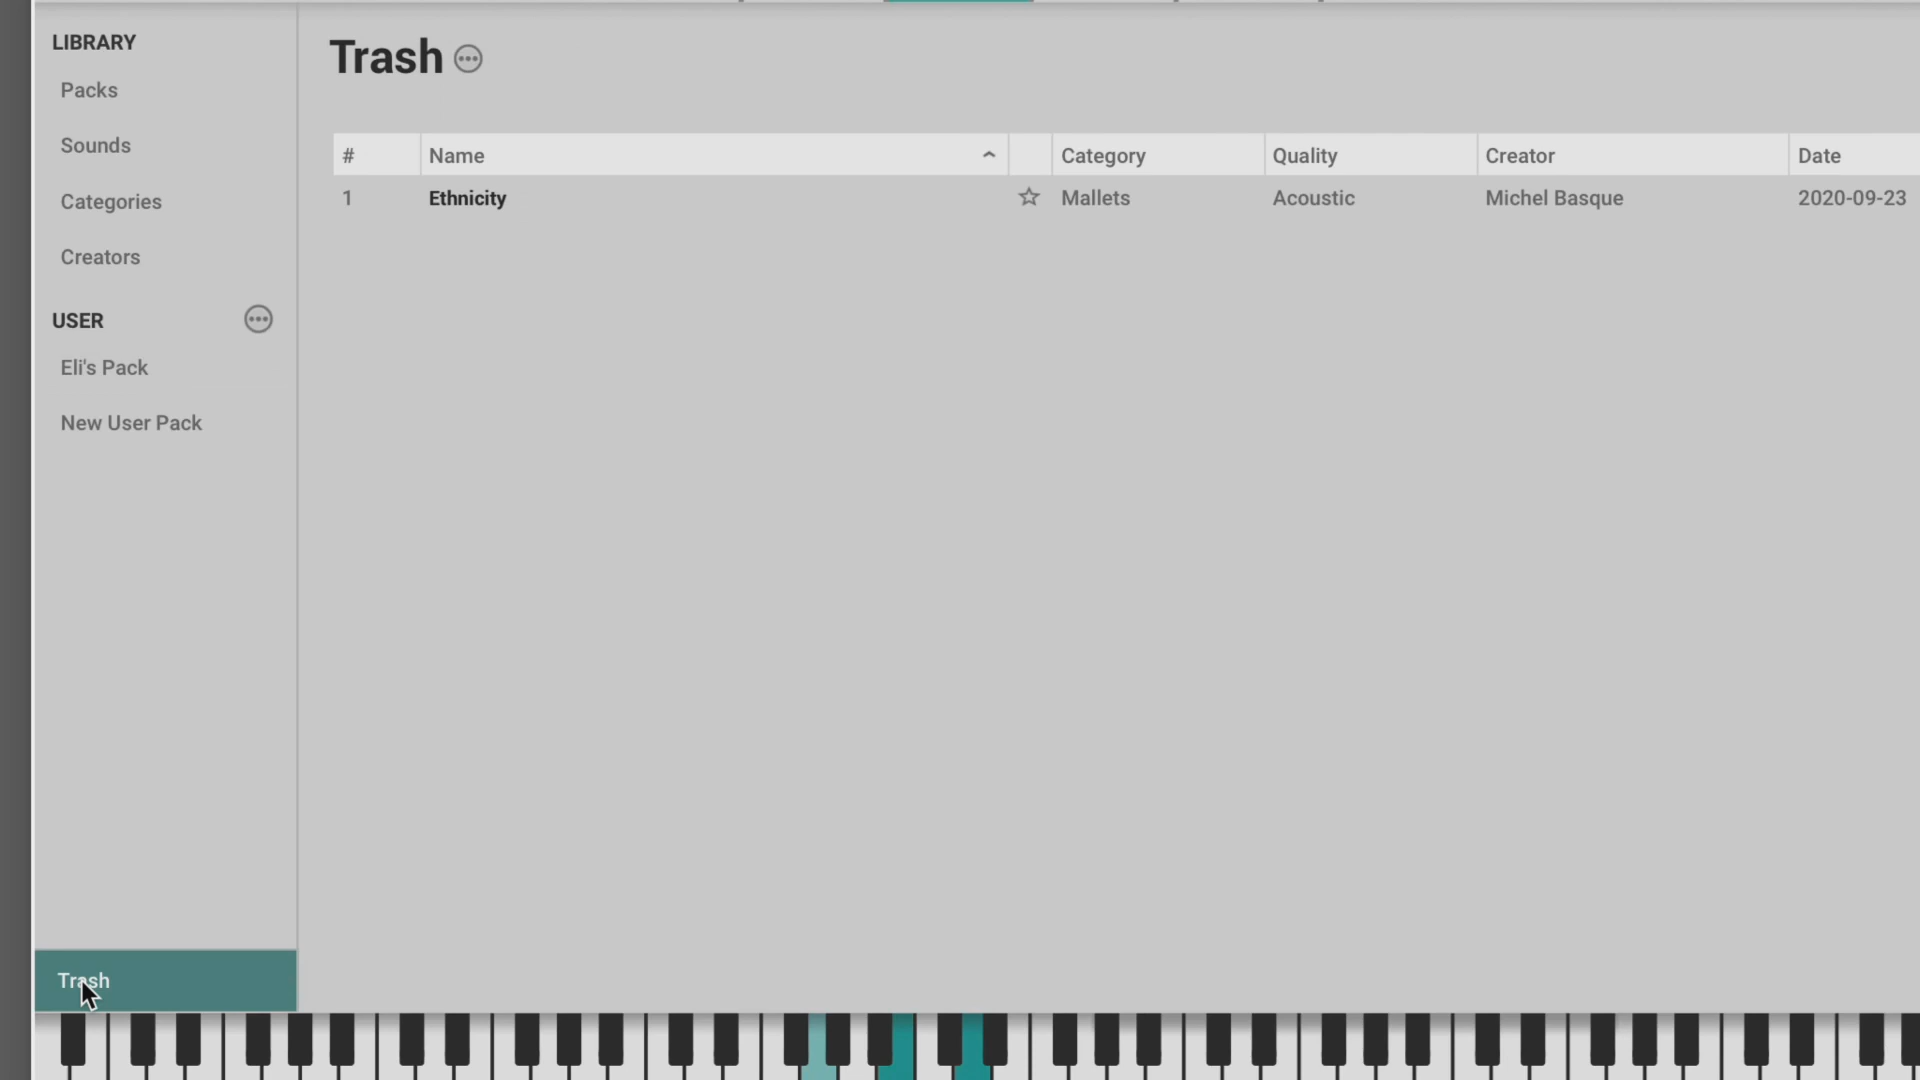 LIBRARY
Packs
Sounds
Categories
Creators
USER
Eli's Pack
New User Pack
Trash
Trash
# Name Category Quality Creator Date
1 Ethnicity Mallets Acoustic Michel Basque 2020-09-23